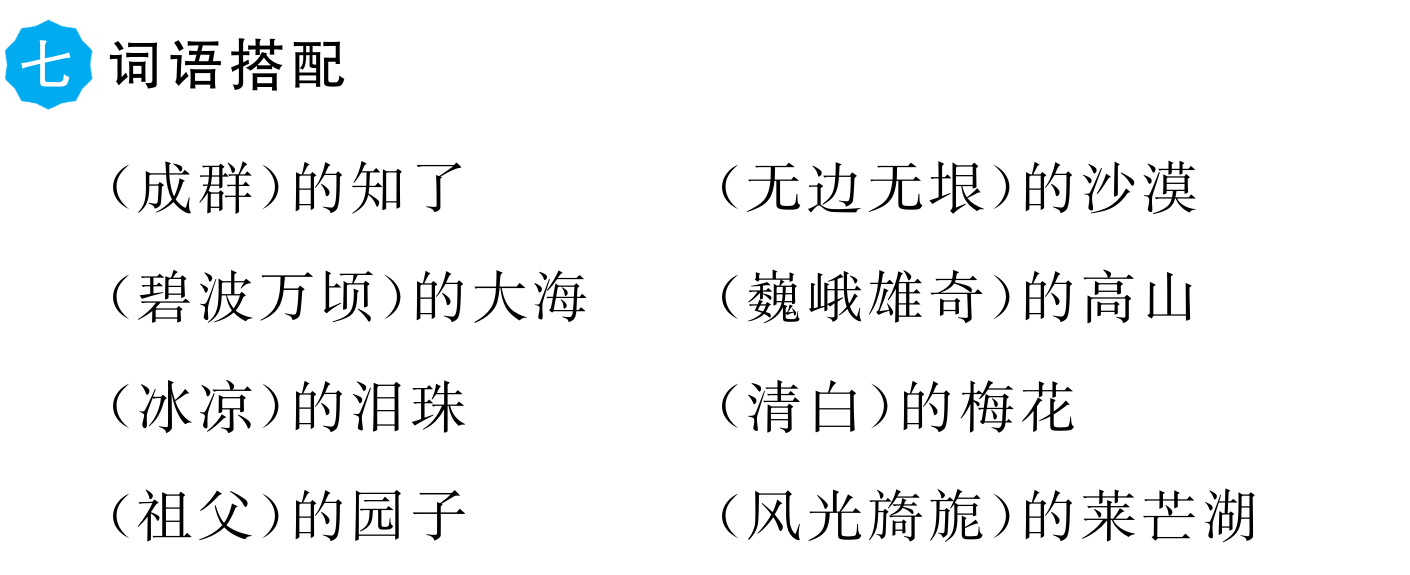 七 词语搭配
(成群)的知了 (无边无垠)的沙漠
(碧波万顷)的大海 (巍峨雄奇)的高山
(冰凉)的泪珠 (清白)的梅花
(祖父)的园子 (风光旖旎)的莱芒湖